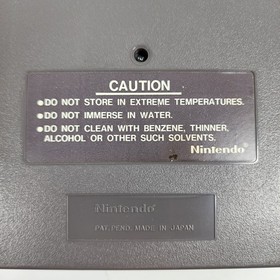 CAUTION
●DO NOT STORE IN EXTREME TEMPERATURES.
●DO NOT IMMERSE IN WATER.
●DO NOT CLEAN WITH BENZENE, THINNER,
ALCOHOL OR OTHER SUCH SOLVENTS.
Nintendo
Nintendo
PAT. PEND. MADE IN JAPAN